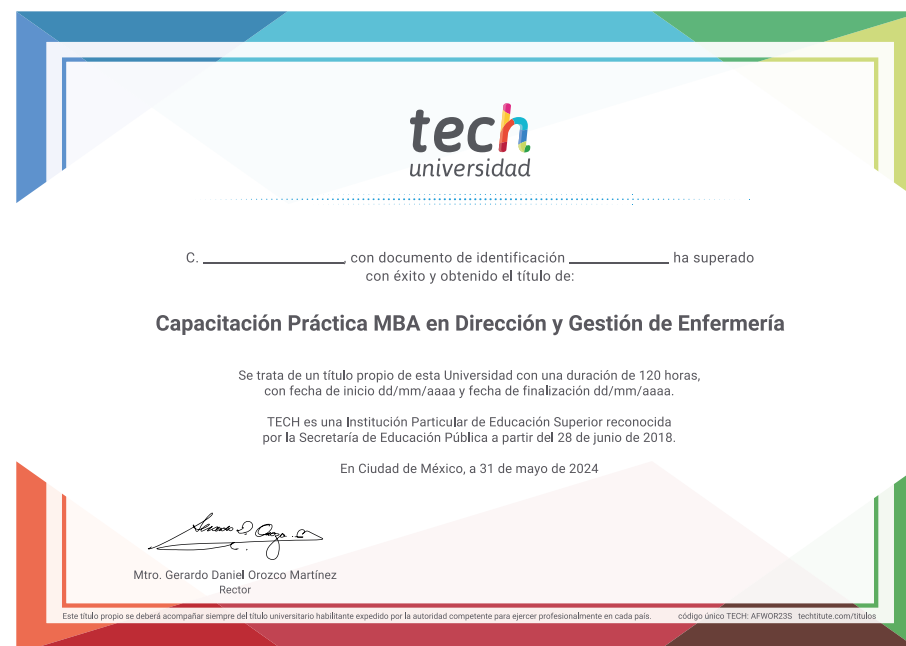 tech
universidad
C. ____________, con documento de identificación _________ ha superado
con éxito y obtenido el título de:
Capacitación Práctica MBA en Dirección y Gestión de Enfermería
Se trata de un título propio de esta Universidad con una duración de 120 horas,
con fecha de inicio dd/mm/aaaa y fecha de finalización dd/mm/aaaa.
TECH es una Institución Particular de Educación Superior reconocida
por la Secretaría de Educación Pública a partir del 28 de junio de 2018.
En Ciudad de México, a 31 de mayo de 2024
Mtro. Gerardo Daniel Orozco Martínez
Rector
Este título propio se deberá acompañar siempre del título universitario habilitante expedido por la autoridad competente para ejercer profesionalmente en cada país. código único TECH: AFWOR23S techtitute.com/titulos